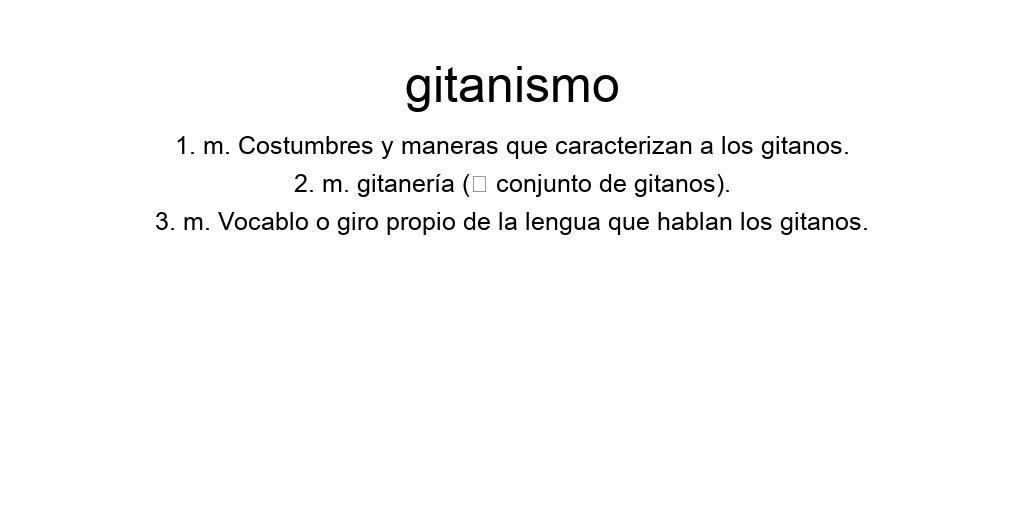 gitanismo
1. m. Costumbres y maneras que caracterizan a los gitanos.
2. m. gitanería (□ conjunto de gitanos).
3. m. Vocablo o giro propio de la lengua que hablan los gitanos.